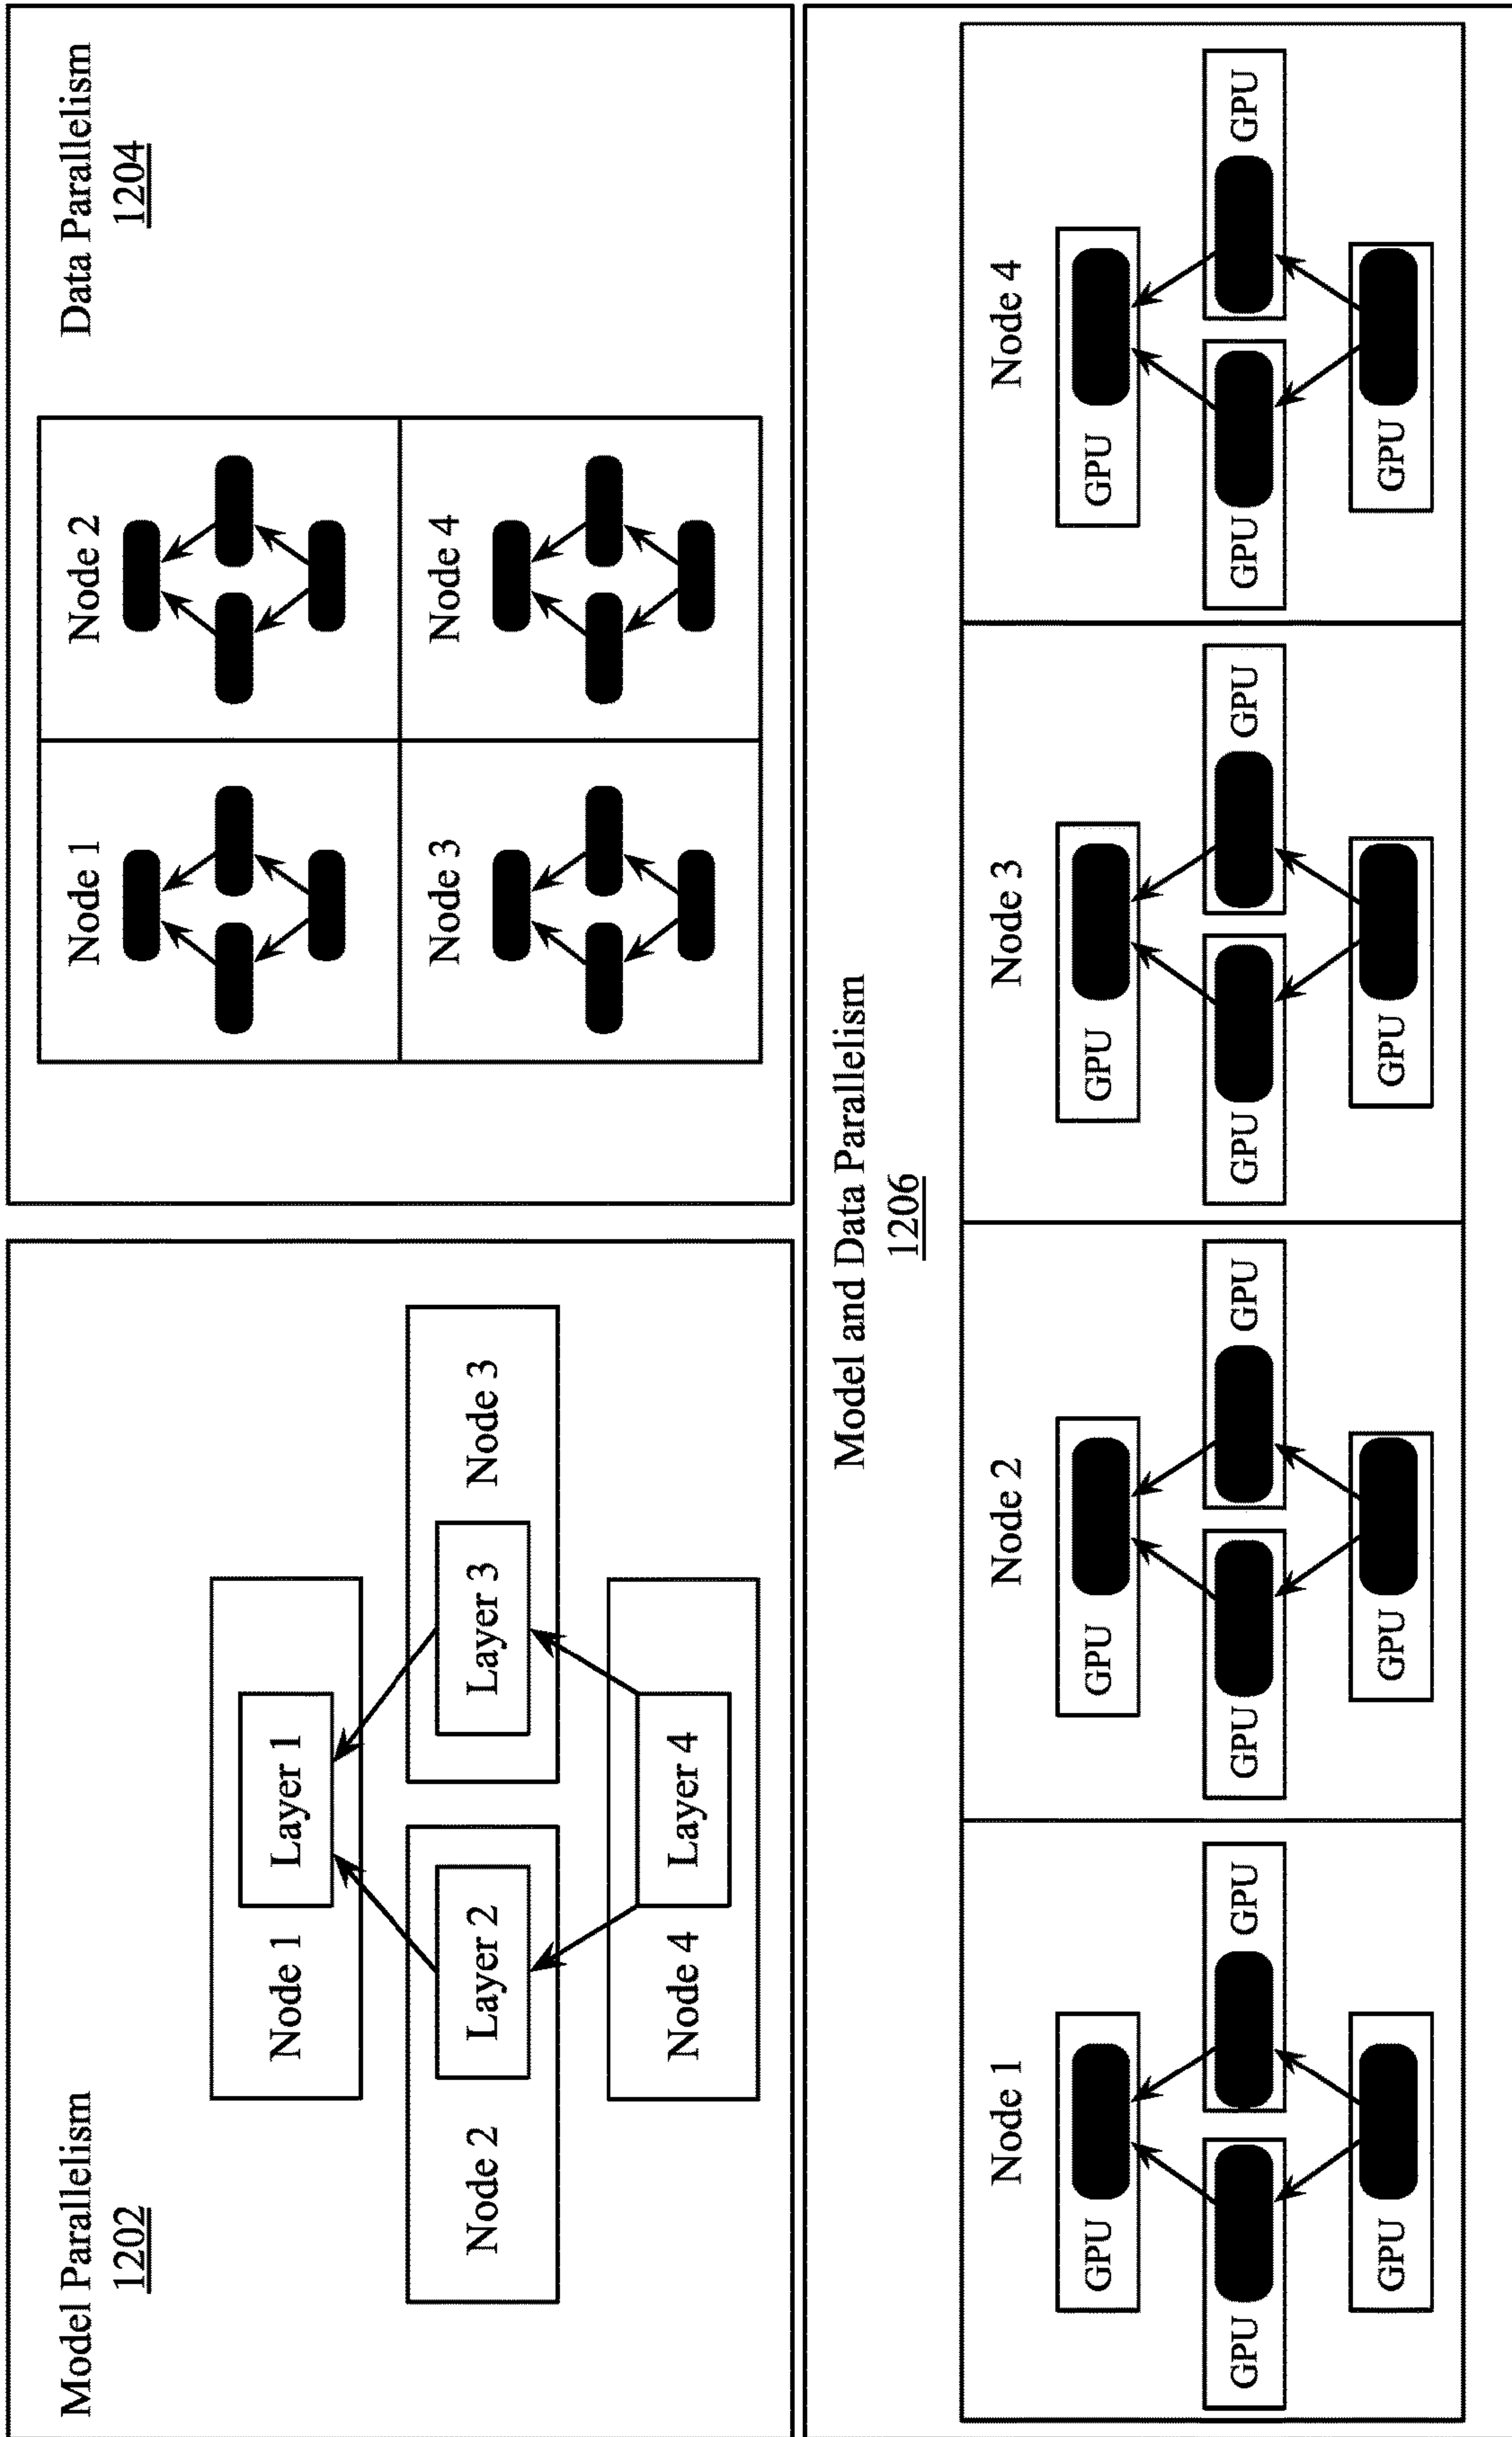 Model Parallelism
1202
Node 1
Layer 1
Node 2
Layer 2
Layer 3
Node 3
Node 4
Layer 4
Data Parallelism
1204
Node 1
Node 2
Node 3
Node 4
Model and Data Parallelism
1206
Node 1
GPU
GPU
GPU
GPU
Node 2
GPU
GPU
GPU
GPU
Node 3
GPU
GPU
GPU
GPU
Node 4
GPU
GPU
GPU
GPU